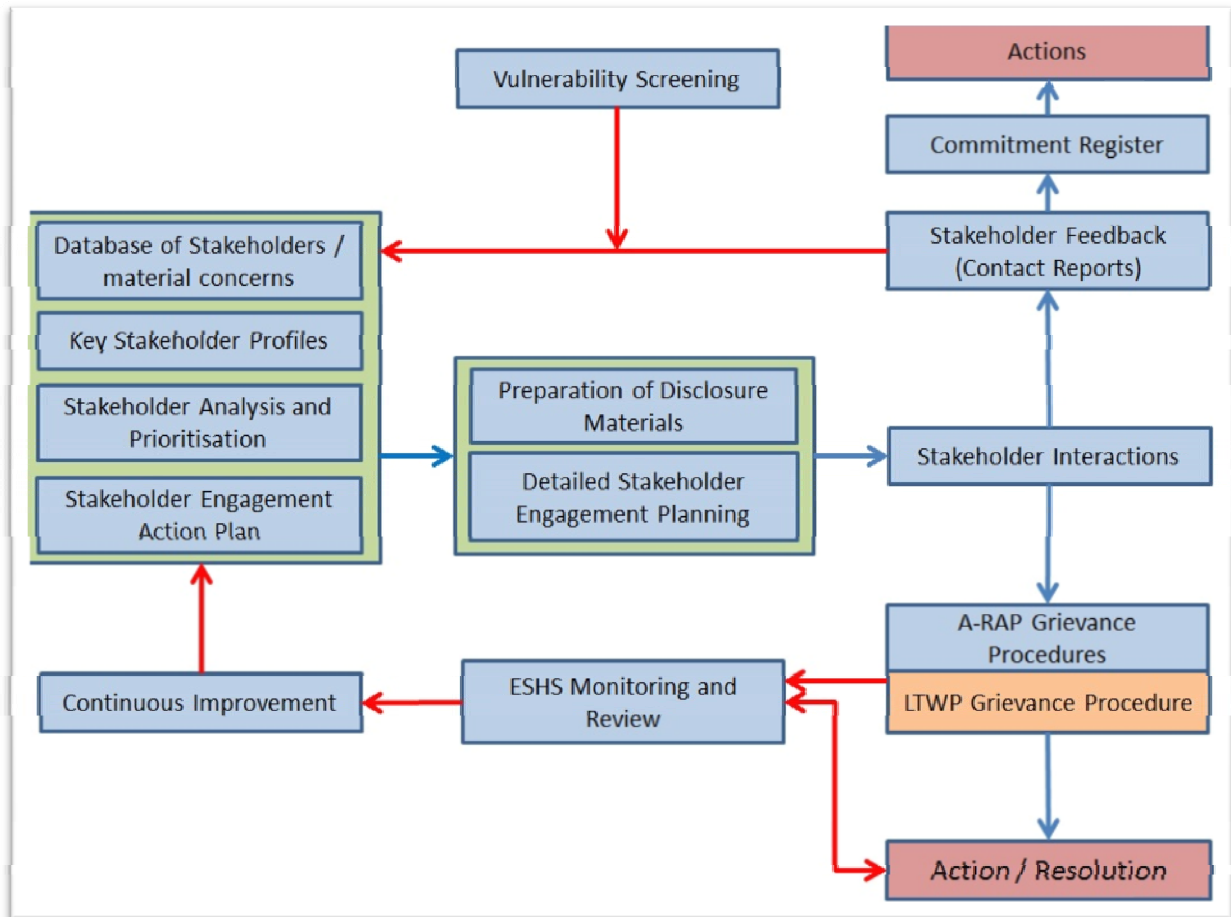 Actions
Vulnerability Screening
Commitment Register
Database of Stakeholders /
material concerns
Stakeholder Feedback
(Contact Reports)
Key Stakeholder Profiles
Stakeholder Analysis and
Prioritisation
Stakeholder Engagement
Action Plan
Preparation of Disclosure
Materials
Detailed Stakeholder
Engagement Planning
Stakeholder Interactions
A-RAP Grievance
Procedures
LTWP Grievance Procedure
ESHS Monitoring and
Review
Continuous Improvement
Action / Resolution